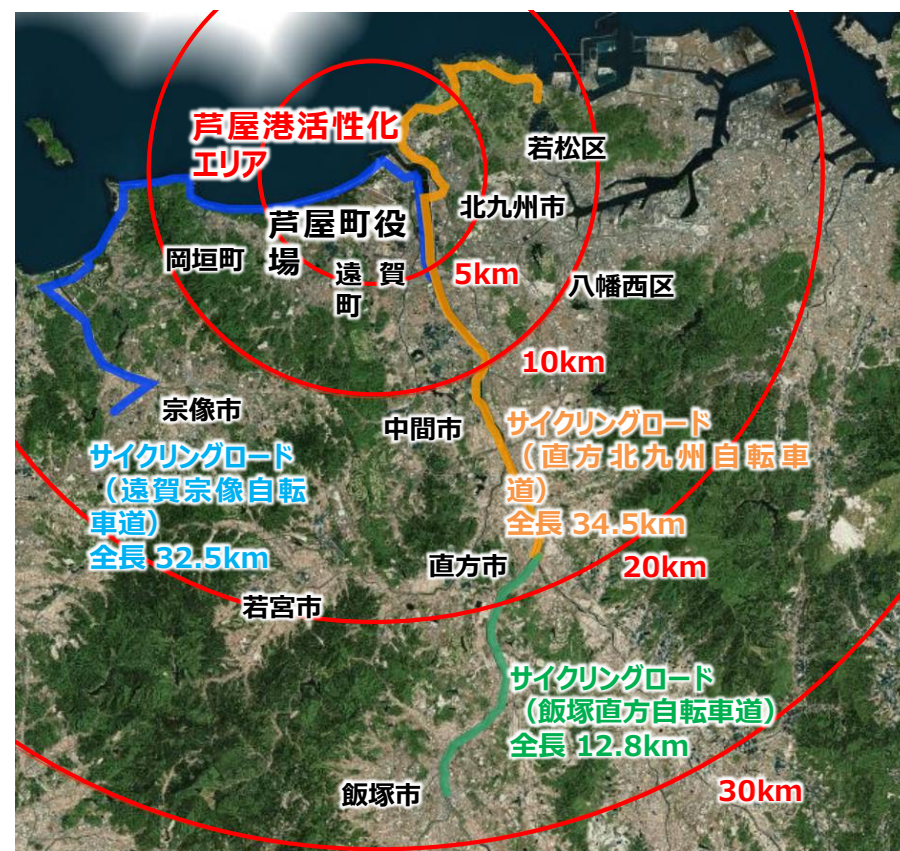 芦屋港活性化
エリア
若松区
北九州市
芦屋町役
場
岡垣町
遠賀
町
5km
八幡西区
10km
宗像市
中間市
サイクリングロード
（直方北九州自転車
道）
全長 34.5km
サイクリングロード
（遠賀宗像自転
車道）
全長 32.5km
直方市
20km
若宮市
サイクリングロード
（飯塚直方自転車道）
全長 12.8km
飯塚市
30km